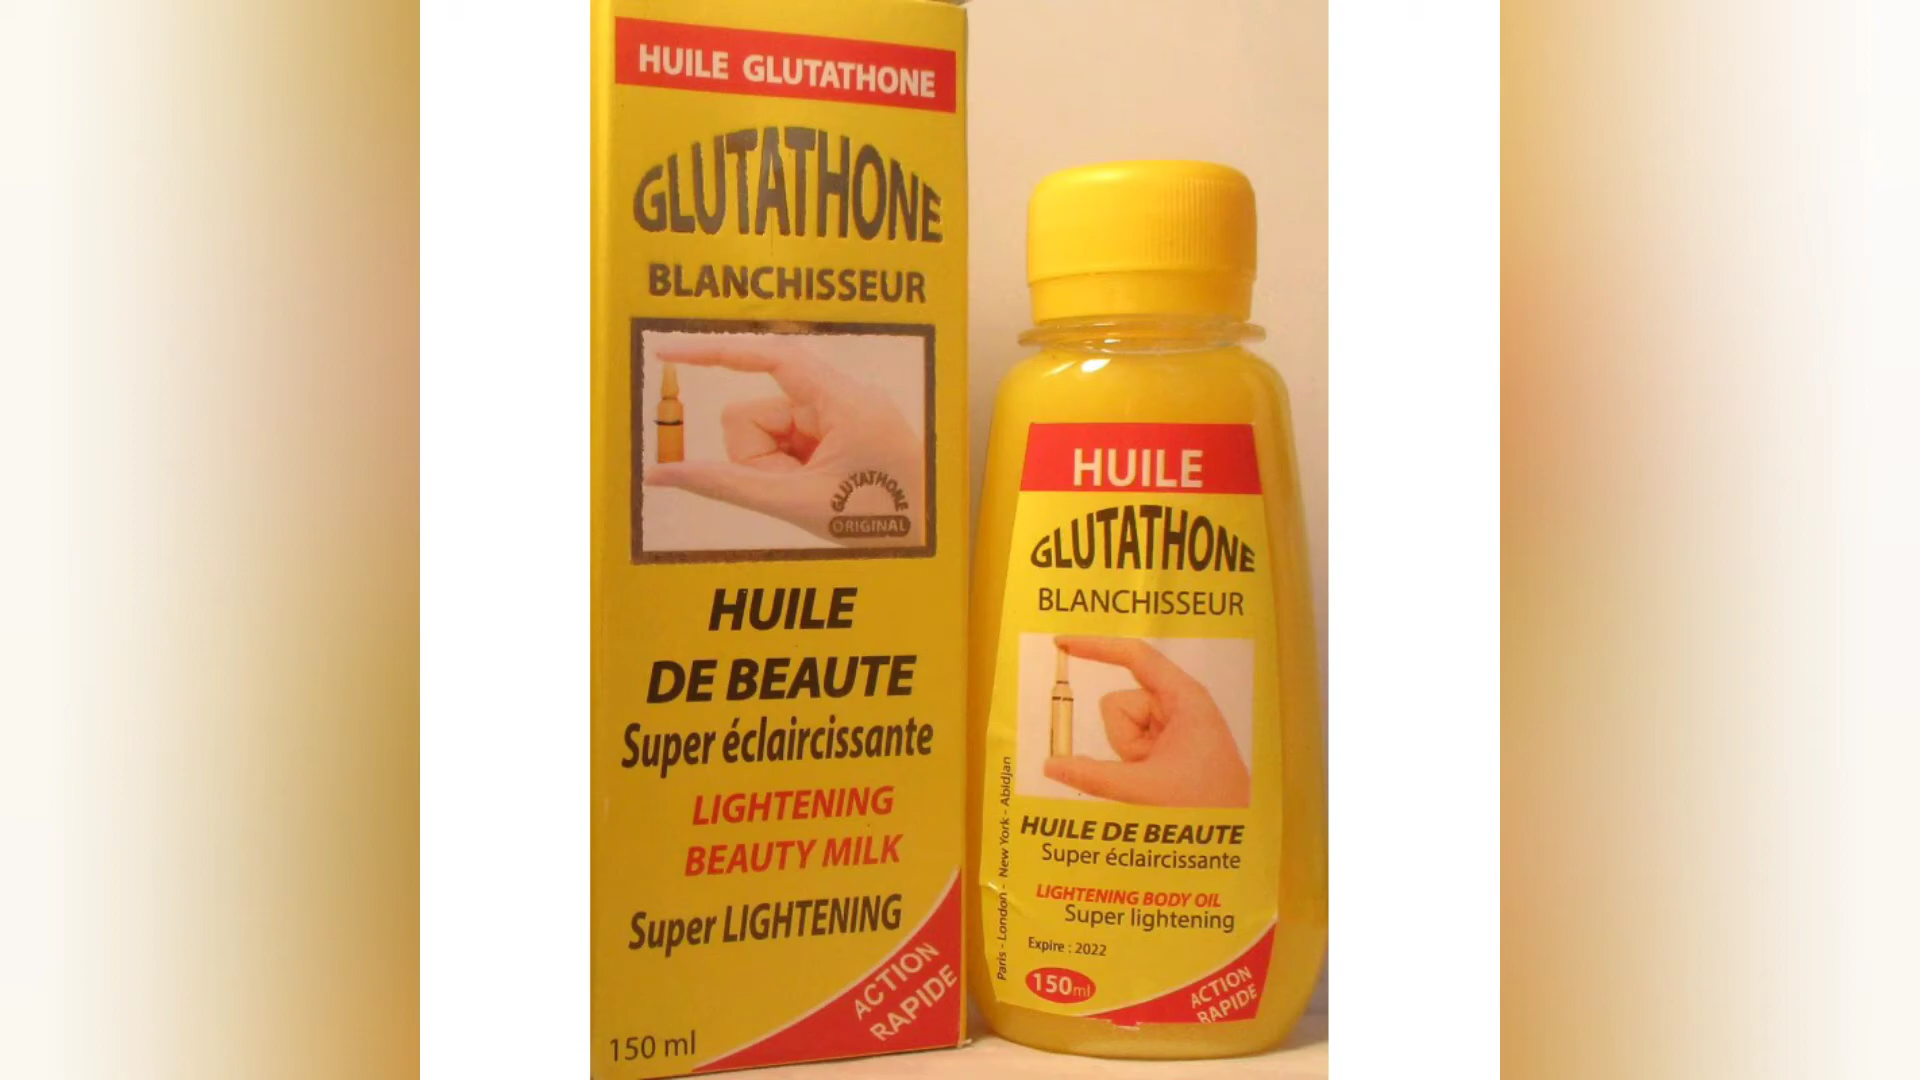 HUILE GLUTATHONE
GLUTATHONE
BLANCHISSEUR
GLUTATHONE
ORIGINAL
HUILE
DE BEAUTE
Super éclaircissante
LIGHTENING
BEAUTY MILK
Super LIGHTENING
ACTION
RAPIDE
150 ml
HUILE
GLUTATHONE
BLANCHISSEUR
Paris - London - New York - Abidjan
HUILE DE BEAUTE
Super éclaircissante
LIGHTENING BODY OIL
Super lightening
Expire : 2022
150ml
ACTION
RAPIDE